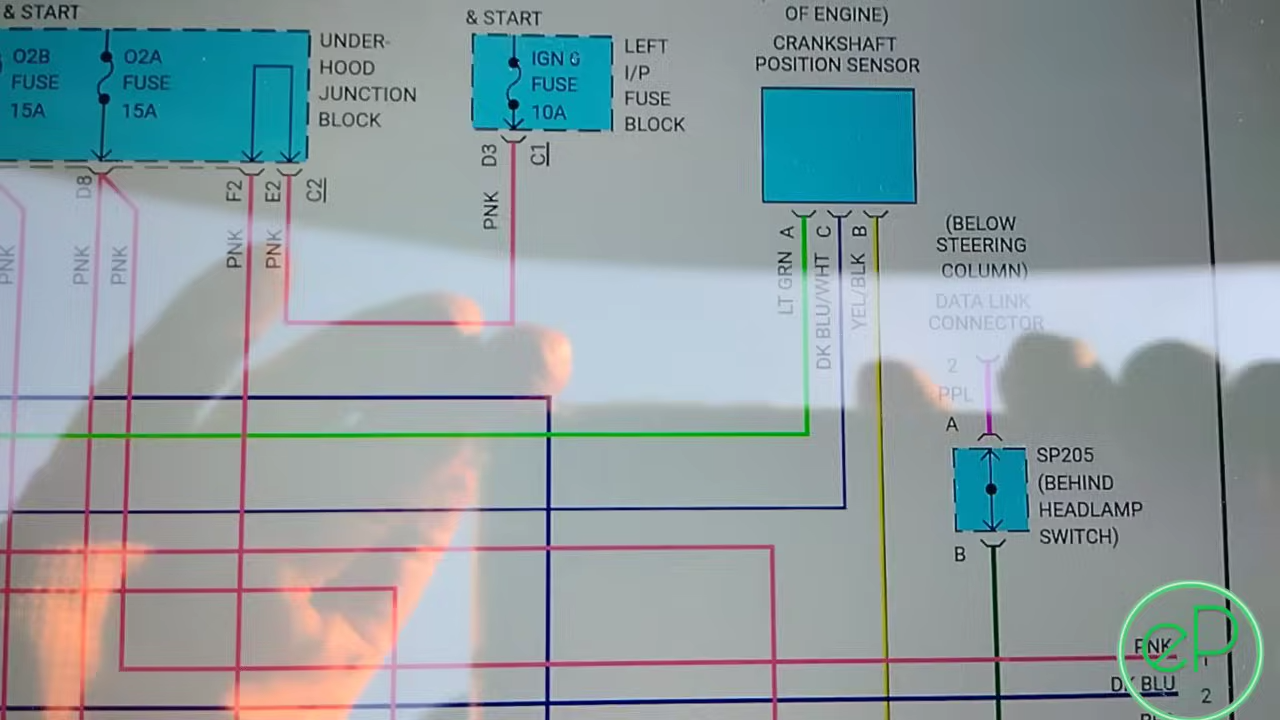 & START
O2B
FUSE
15A
O2A
FUSE
15A
UNDER-
HOOD
JUNCTION
BLOCK
& START
IGN 6
FUSE
10A
LEFT
I/P
FUSE
BLOCK
OF ENGINE)
CRANKSHAFT
POSITION SENSOR
D8
F2
E2
C2
D3
C1
PNK
PNK
PNK
PNK
PNK
PNK
A
C
B
LT GRN
DK BLU/WHT
YEL/BLK
(BELOW
STEERING
COLUMN)
DATA LINK
CONNECTOR
2
PPL
A
SP205
(BEHIND
HEADLAMP
SWITCH)
B
PNK
1
DK BLU
2
eP